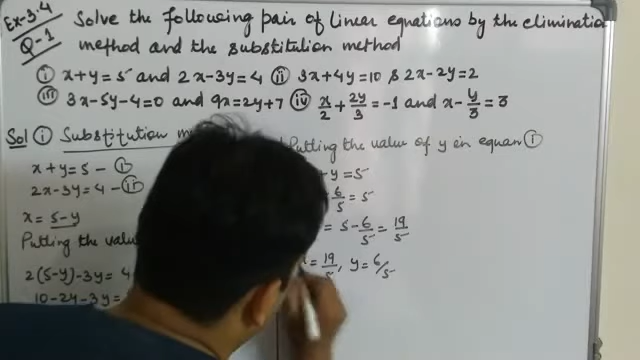 Ex-3.4
Q-1
Solve the following pair of linear equations by the elimination
method and the substitution method
(i) x+y=5 and 2x-3y=4 (ii) 3x+4y=10 & 2x-2y=2
(iii) 3x-5y-4=0 and 9x=2y+7 (iv) x/2+2y/3=-1 and x-y/3=3
Sol (i) Substitution
x+y=5 - (i)
2x-3y=4 - (ii)
x=5-y
Putting the value
2(5-y)-3y=4
10-2y-3y=
Putting the value of y in equan (i)
y=5
6/5=5
=5-6/5=19/5
=19/5, y=6/5